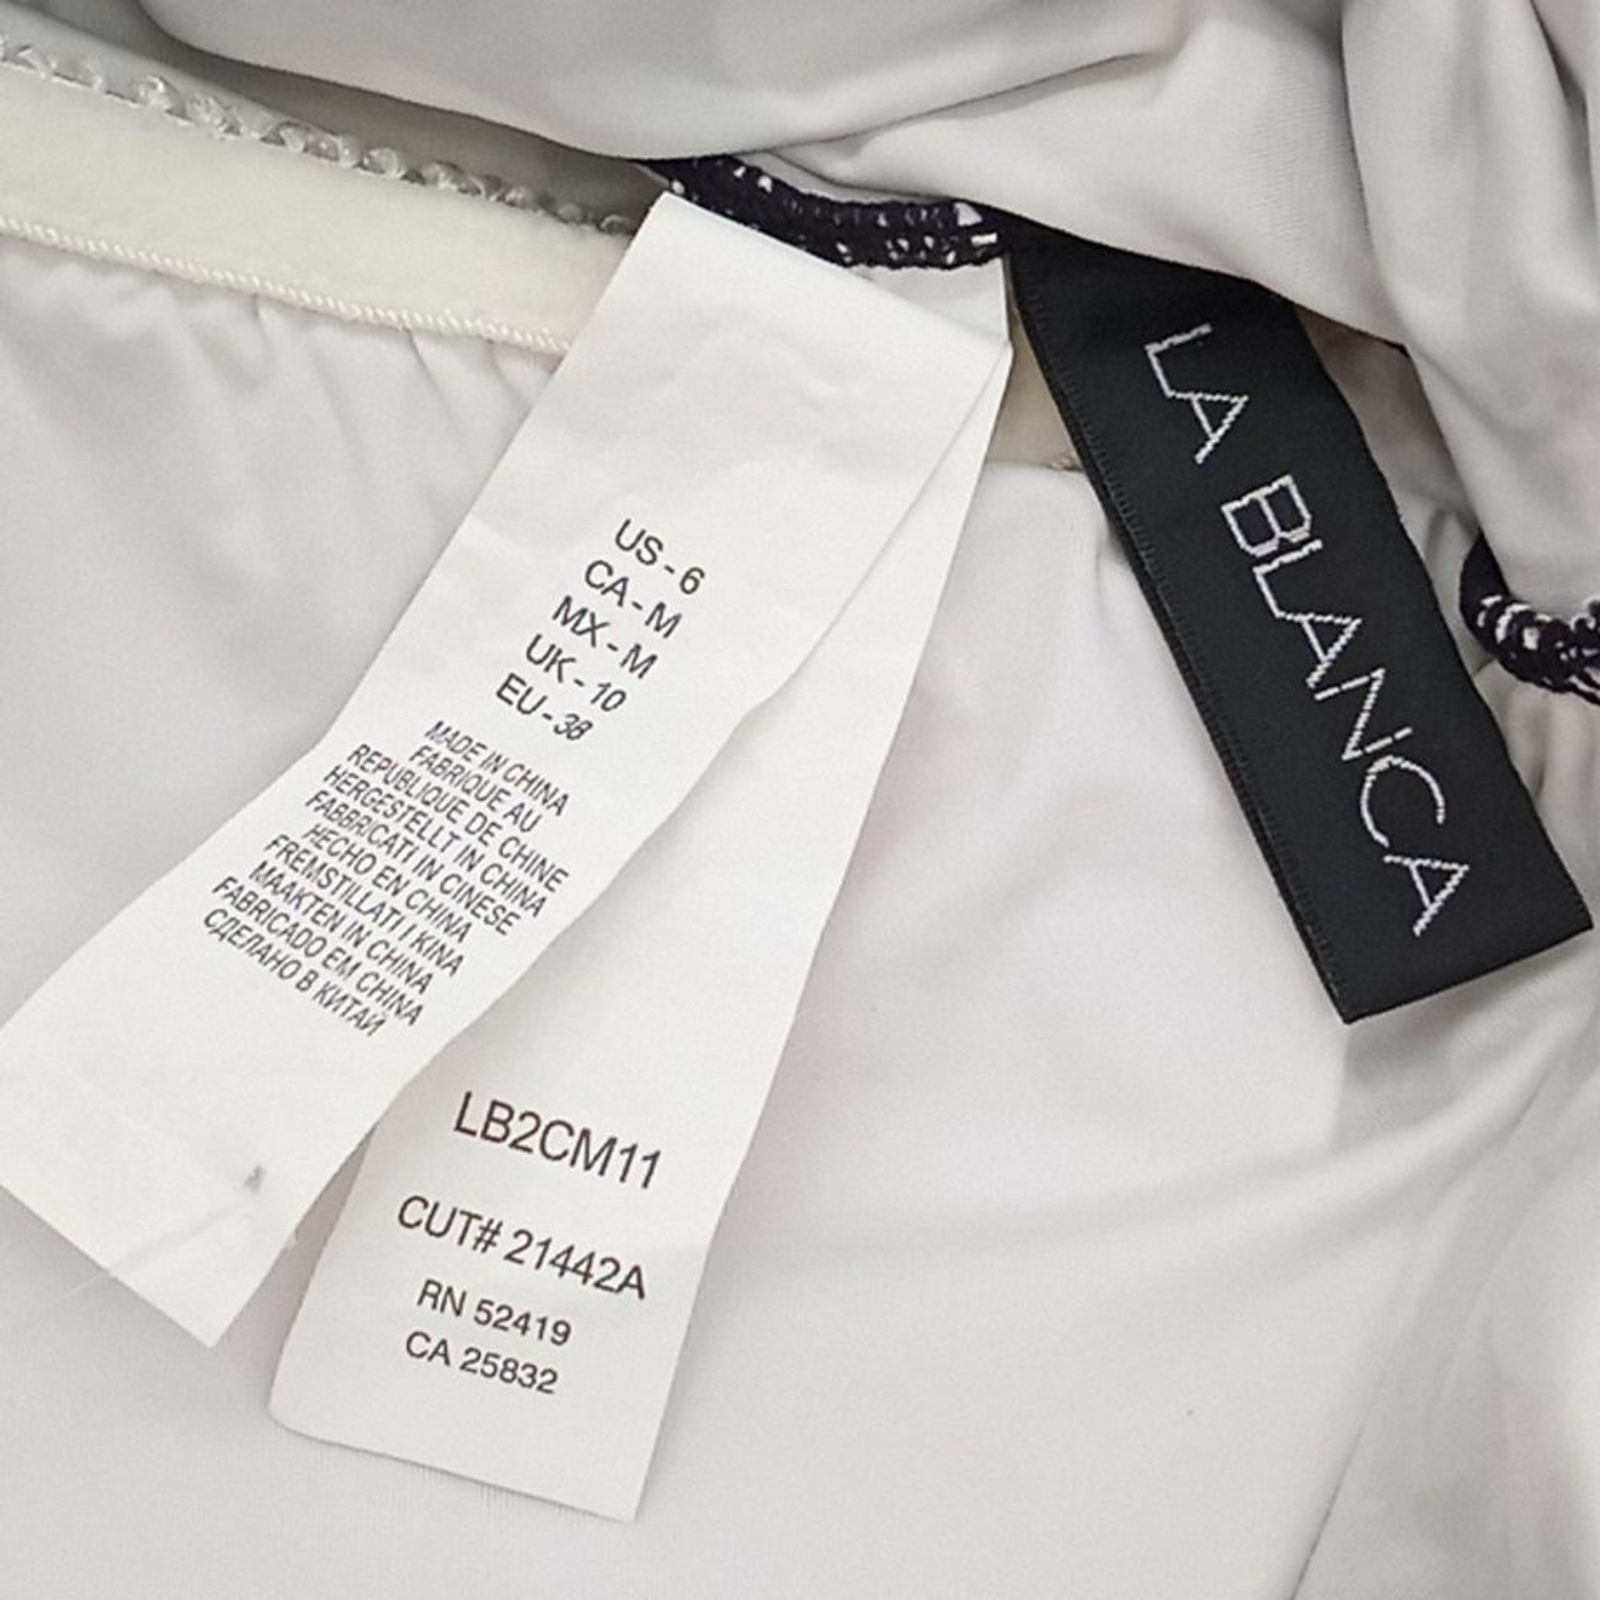 US - 6
CA - M
MX - M
UK - 10
EU - 38
MADE IN CHINA
FABRIQUE AU
REPUBLIQUE DE CHINE
HERGESTELLT IN CHINA
FABBRICATI IN CINESE
HECHO EN CHINA
FREMSTILLAT I KINA
MAAKTEN IN CHINA
FABRICADO EM CHINA
СДЕЛАНО В КИТАЙ
LB2CM11
CUT# 21442A
RN 52419
CA 25832
LA BLANCA